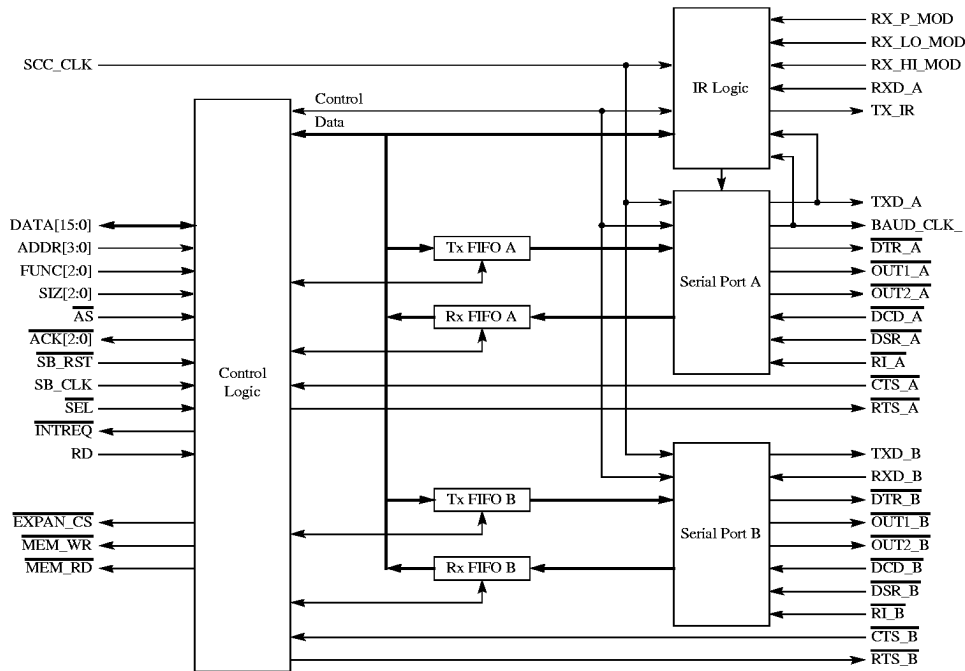 SCC_CLK
Control
Data
IR Logic
RX_P_MOD
RX_LO_MOD
RX_HI_MOD
RXD_A
TX_IR
DATA[15:0]
ADDR[3:0]
FUNC[2:0]
SIZ[2:0]
AS
ACK[2:0]
SB_RST
SB_CLK
SEL
INTREQ
RD
EXPAN_CS
MEM_WR
MEM_RD
Control
Logic
Tx FIFO A
Rx FIFO A
Serial Port A
TXD_A
BAUD_CLK_
DTR_A
OUT1_A
OUT2_A
DCD_A
DSR_A
RI_A
CTS_A
RTS_A
Tx FIFO B
Rx FIFO B
Serial Port B
TXD_B
RXD_B
DTR_B
OUT1_B
OUT2_B
DCD_B
DSR_B
RI_B
CTS_B
RTS_B